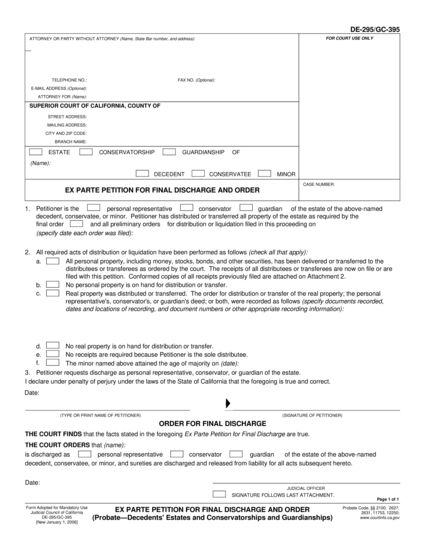 DE-295/GC-395
ATTORNEY OR PARTY WITHOUT ATTORNEY (Name, State Bar number, and address):
FOR COURT USE ONLY
TELEPHONE NO.: FAX NO. (Optional):
E-MAIL ADDRESS (Optional):
ATTORNEY FOR (Name):
SUPERIOR COURT OF CALIFORNIA, COUNTY OF
STREET ADDRESS:
MAILING ADDRESS:
CITY AND ZIP CODE:
BRANCH NAME:
ESTATE CONSERVATORSHIP GUARDIANSHIP OF
(Name):
DECEDENT CONSERVATEE MINOR
EX PARTE PETITION FOR FINAL DISCHARGE AND ORDER
CASE NUMBER:
1. Petitioner is the personal representative conservator guardian of the estate of the above-named
decedent, conservatee, or minor. Petitioner has distributed or transferred all property of the estate as required by the
final order and all preliminary orders for distribution or liquidation filed in this proceeding on
(specify date each order was filed):
2. All required acts of distribution or liquidation have been performed as follows (check all that apply):
a. All personal property, including money, stocks, bonds, and other securities, has been delivered or transferred to the
distributees or transferees as ordered by the court. The receipts of all distributees or transferees are now on file or are
filed with this petition. Conformed copies of all receipts previously filed are on Attachment 2.
b. No personal property is on hand for distribution or transfer.
c. Real property was distributed or transferred. The order for distribution or transfer of the real property; the personal
representative's, conservator's, or guardian's deed; or both, were recorded as follows (specify documents recorded,
dates and locations of recording, and document numbers or other appropriate recording information):
d. No real property is on hand for distribution or transfer.
e. No receipts are required because Petitioner is the sole distributee.
f. The minor named above attained the age of majority on (date):
3. Petitioner requests discharge as personal representative, conservator, or guardian of the estate.
I declare under penalty of perjury under the laws of the State of California that the foregoing is true and correct.
Date:
(TYPE OR PRINT NAME OF PETITIONER) (SIGNATURE OF PETITIONER)
ORDER FOR FINAL DISCHARGE
THE COURT FINDS that the facts stated in the foregoing Ex Parte Petition for Final Discharge are true.
THE COURT ORDERS that (name):
is discharged as personal representative conservator guardian of the estate of the above-named
decedent, conservatee, or minor, and sureties are discharged and released from liability for all acts subsequent hereto.
Date:
JUDICIAL OFFICER
SIGNATURE FOLLOWS LAST ATTACHMENT.
Page 1 of 1
Form Adopted for Mandatory Use
Judicial Council of California
DE-295/GC-395
[New January 1, 2006]
EX PARTE PETITION FOR FINAL DISCHARGE AND ORDER
(Probate—Decedents' Estates and Conservatorships and Guardianships)
Probate Code, §§ 2100, 2627,
2631, 11753, 12250;
www.courtinfo.ca.gov